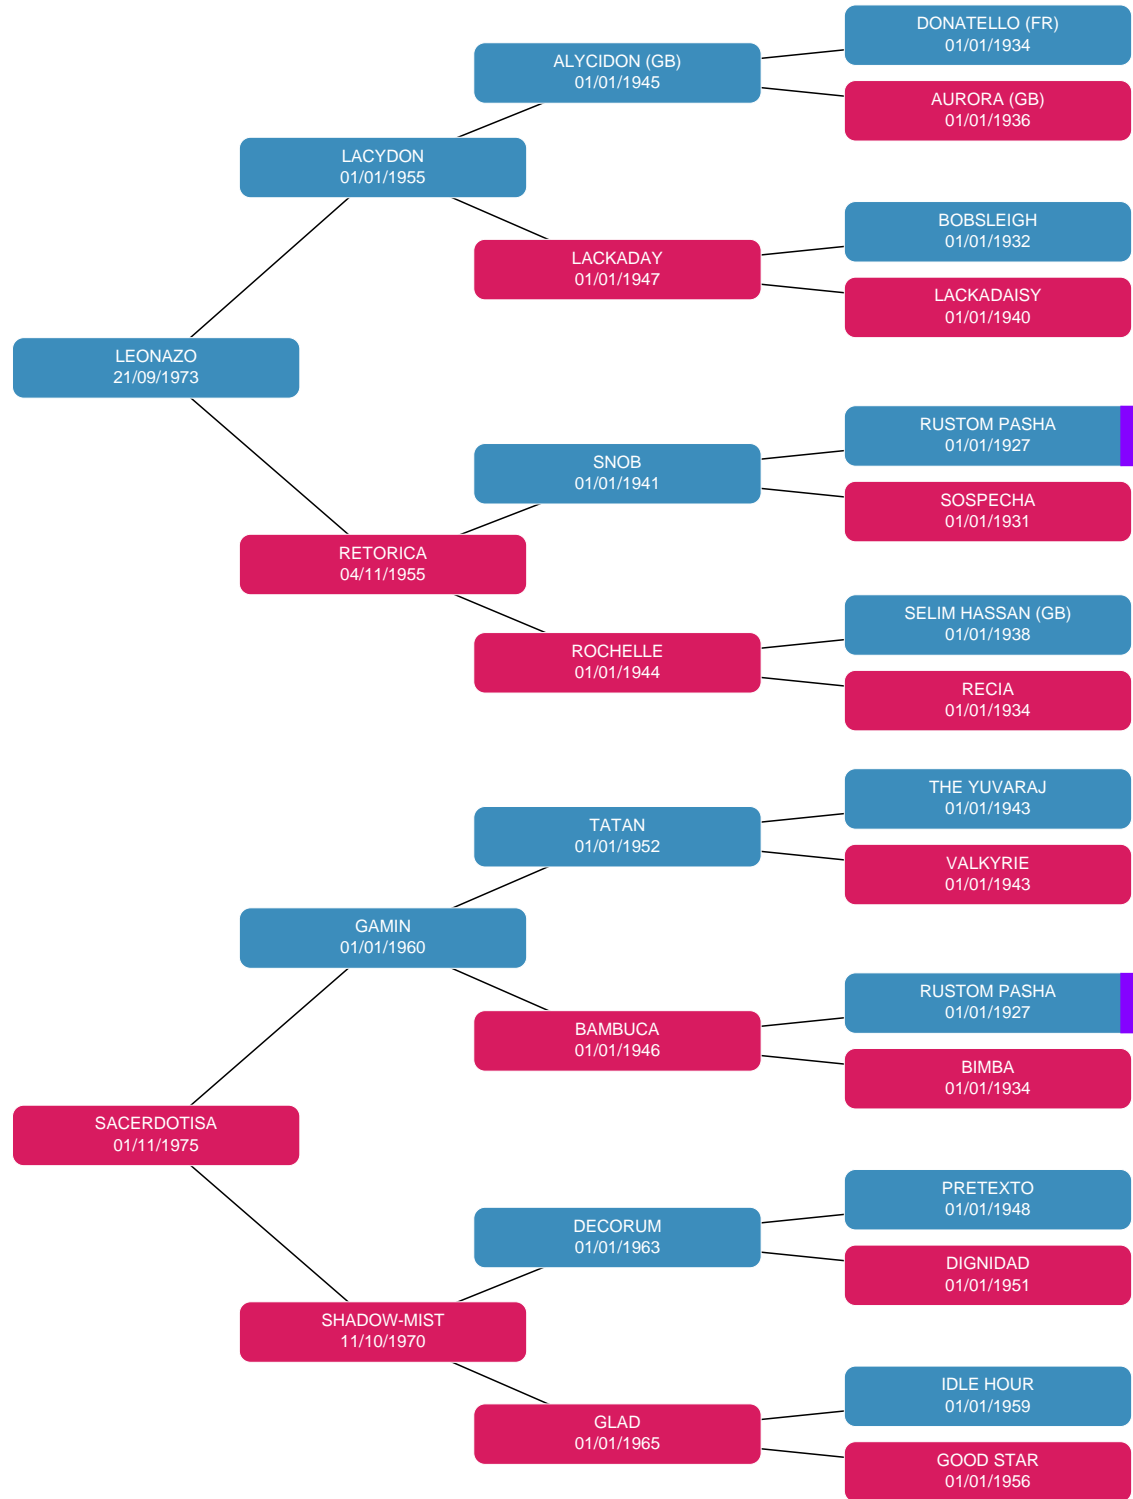 DONATELLO (FR)
01/01/1934
ALYCIDON (GB)
01/01/1945
AURORA (GB)
01/01/1936
LACYDON
01/01/1955
BOBSLEIGH
01/01/1932
LACKADAY
01/01/1947
LACKADAISY
01/01/1940
LEONAZO
21/09/1973
RUSTOM PASHA
01/01/1927
SNOB
01/01/1941
SOSPECHA
01/01/1931
RETORICA
04/11/1955
SELIM HASSAN (GB)
01/01/1938
ROCHELLE
01/01/1944
RECIA
01/01/1934
THE YUVARAJ
01/01/1943
TATAN
01/01/1952
VALKYRIE
01/01/1943
GAMIN
01/01/1960
RUSTOM PASHA
01/01/1927
BAMBUCA
01/01/1946
BIMBA
01/01/1934
SACERDOTISA
01/11/1975
PRETEXTO
01/01/1948
DECORUM
01/01/1963
DIGNIDAD
01/01/1951
SHADOW-MIST
11/10/1970
IDLE HOUR
01/01/1959
GLAD
01/01/1965
GOOD STAR
01/01/1956